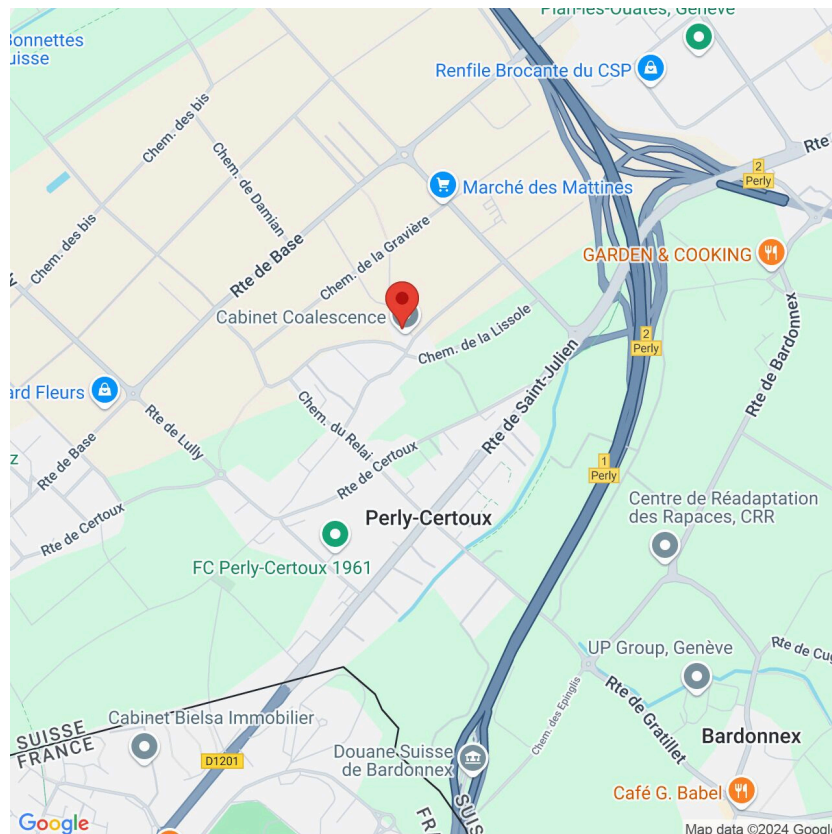 Plan-les-Ouates, Genève
Bonnettes
uisse
Renfile Brocante du CSP
Rte
2
Perly
Chem. des bis
Chem. de Damian
Marché des Mattines
Chem. des bis
Rte de Base
Chem. de la Gravière
GARDEN & COOKING
Cabinet Coalescence
Chem. de la Lissole
2
Perly
Rte de Bardonnex
ard Fleurs
Rte de Saint-Julien
Chem. du Relai
Rte de Lully
Rte de Base
z
Rte de Certoux
1
Perly
Centre de Réadaptation
des Rapaces, CRR
Perly-Certoux
Rte de Certoux
FC Perly-Certoux 1961
UP Group, Genève
Rte de Cug
Rte de Gratillet
Chem. des Epinglis
SUISSE
FRANCE
Cabinet Bielsa Immobilier
D1201
Douane Suisse
de Bardonnex
Bardonnex
Café G. Babel
FR
SUIS
Google
Map data ©2024 Google